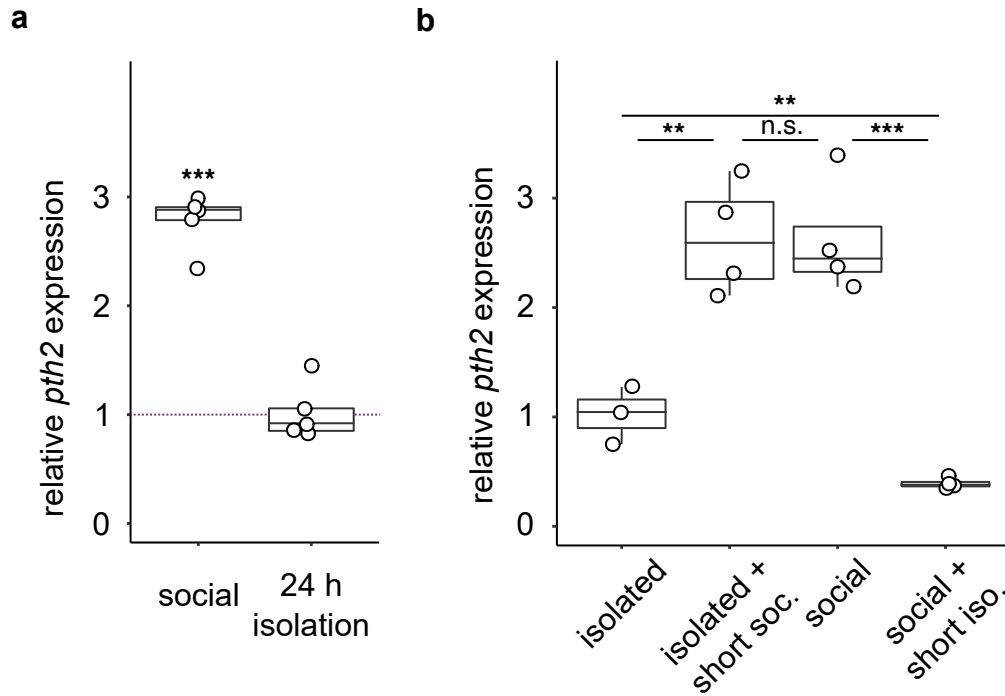 a
***
3
2
1
0
relative pth2 expression
social
24 h
isolation
b
**
**
n.s.
***
3
2
1
0
relative pth2 expression
isolated
isolated +
short soc.
social
social +
short iso.